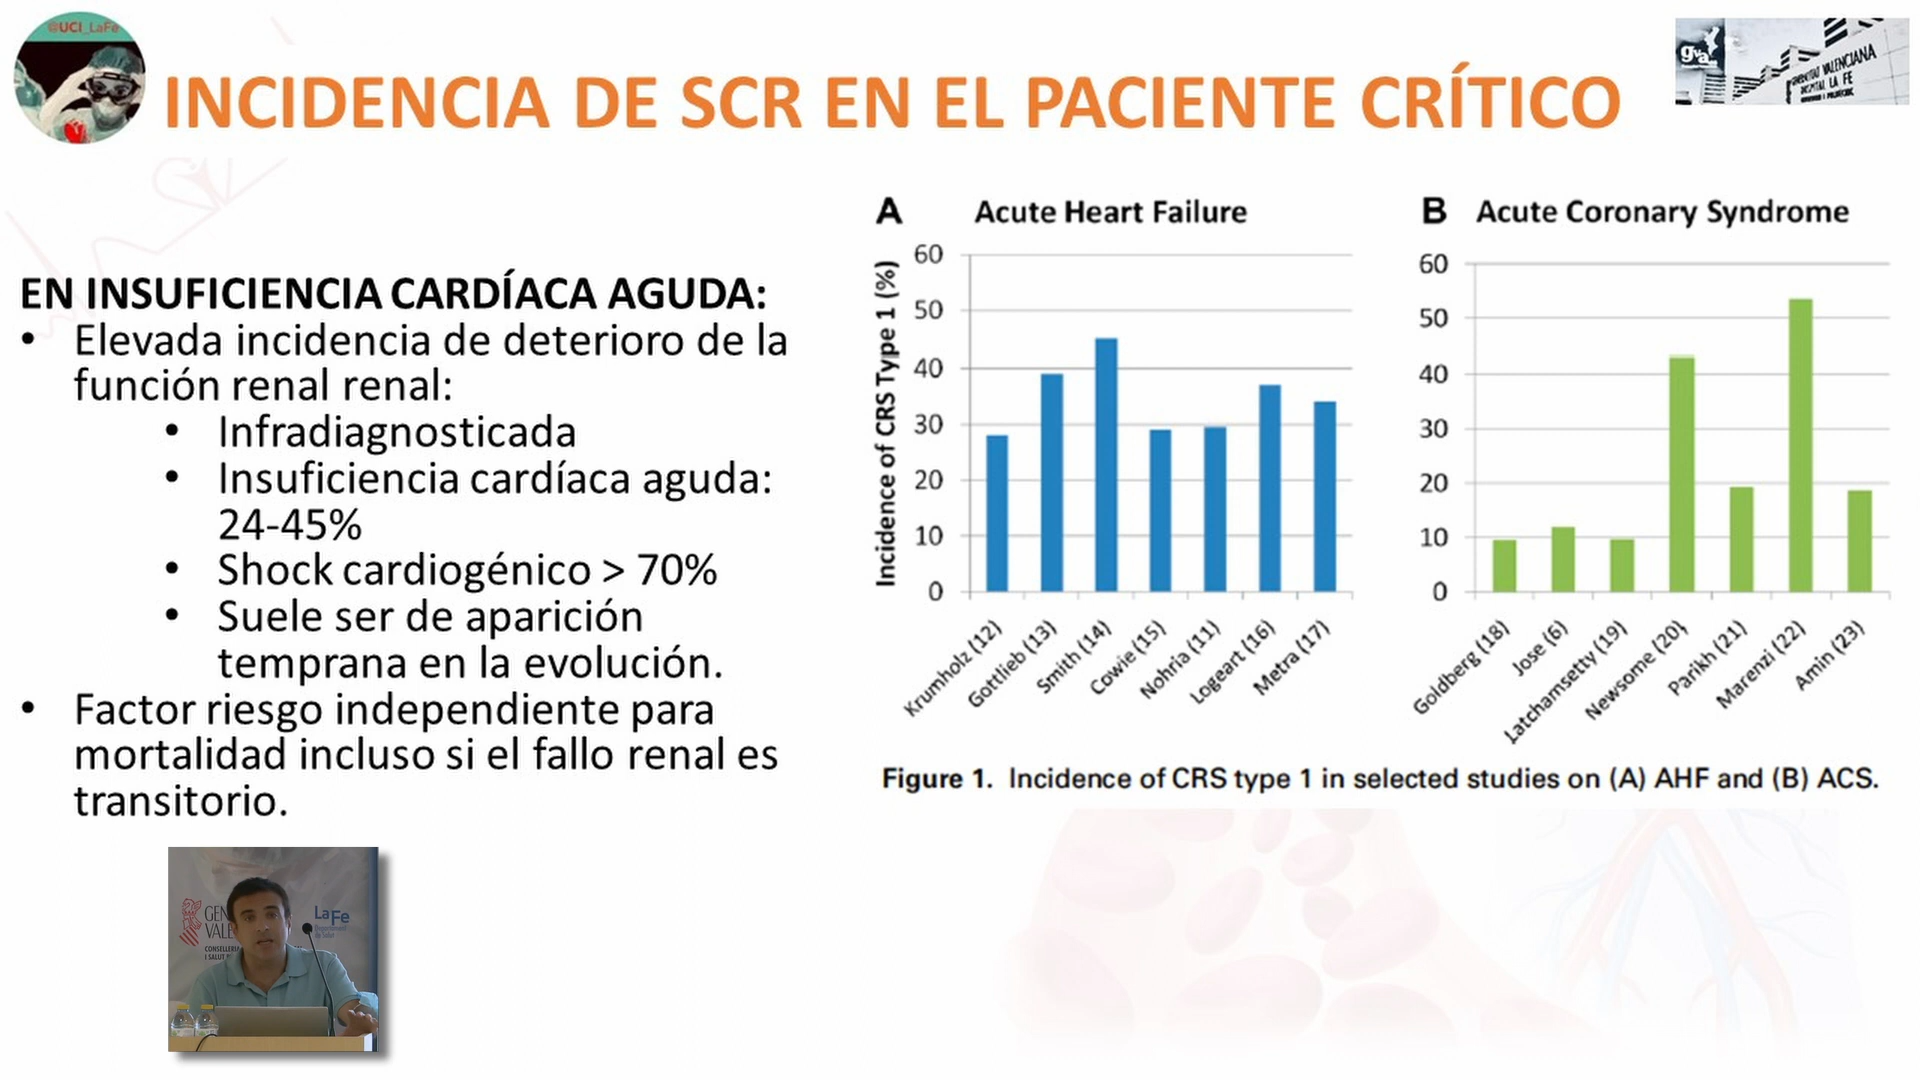 @UCI_LaFe
INCIDENCIA DE SCR EN EL PACIENTE CRÍTICO
gva
GENERALITAT VALENCIANA
HOSPITAL LA FE
EN INSUFICIENCIA CARDÍACA AGUDA:
• Elevada incidencia de deterioro de la
función renal renal:
• Infradiagnosticada
• Insuficiencia cardíaca aguda:
24-45%
• Shock cardiogénico > 70%
• Suele ser de aparición
temprana en la evolución.
• Factor riesgo independiente para
mortalidad incluso si el fallo renal es
transitorio.
A Acute Heart Failure
Incidence of CRS Type 1 (%)
60
50
40
30
20
10
0
Krumholz (12)
Gottlieb (13)
Smith (14)
Cowie (15)
Nohria (11)
Logeart (16)
Metra (17)
B Acute Coronary Syndrome
60
50
40
30
20
10
0
Goldberg (18)
Jose (6)
Latchamsetty (19)
Newsome (20)
Parikh (21)
Marenzi (22)
Amin (23)
Figure 1. Incidence of CRS type 1 in selected studies on (A) AHF and (B) ACS.
GEN
VALE
CONSELLERI
I SALUT P
LaFe